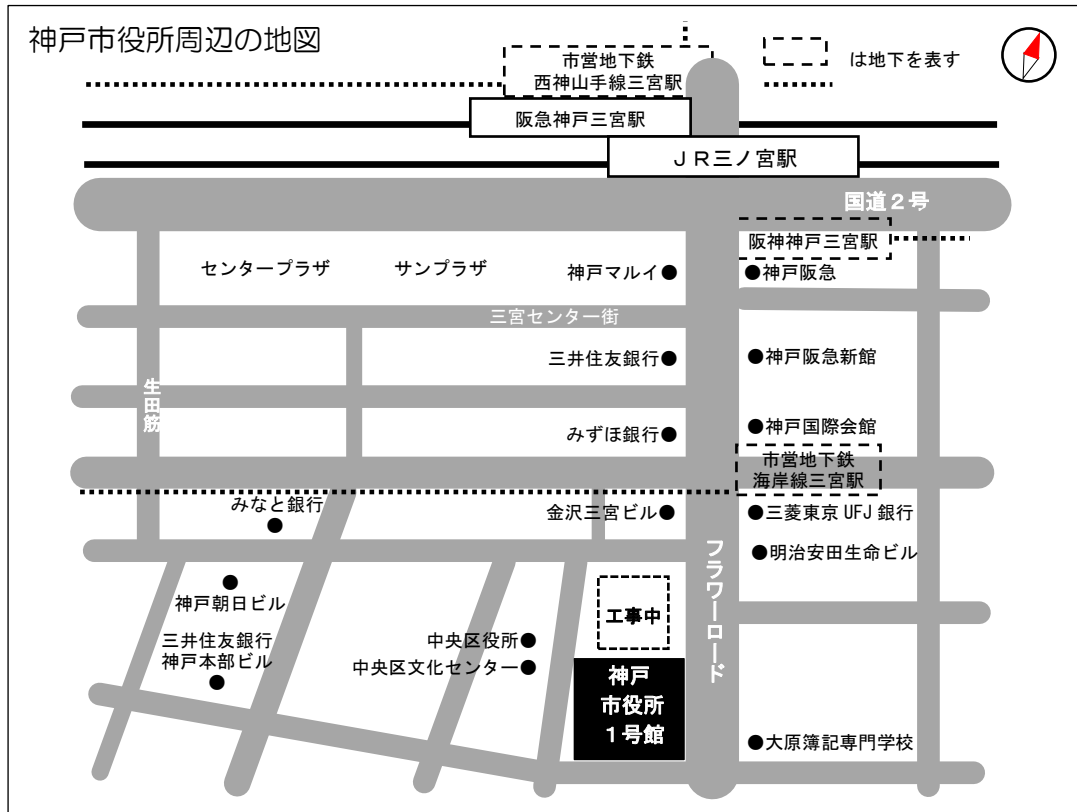 神戸市役所周辺の地図
市営地下鉄
西神山手線三宮駅
は地下を表す
阪急神戸三宮駅
ＪＲ三ノ宮駅
国道２号
阪神神戸三宮駅
センタープラザ
サンプラザ
神戸マルイ●
●神戸阪急
三宮センター街
三井住友銀行●
●神戸阪急新館
生田筋
みずほ銀行●
●神戸国際会館
市営地下鉄
海岸線三宮駅
みなと銀行
●
金沢三宮ビル●
●三菱東京 UFJ 銀行
フラワーロード
●明治安田生命ビル
●
神戸朝日ビル
工事中
三井住友銀行
神戸本部ビル
●
中央区役所●
中央区文化センター●
神戸
市役所
１号館
●大原簿記専門学校